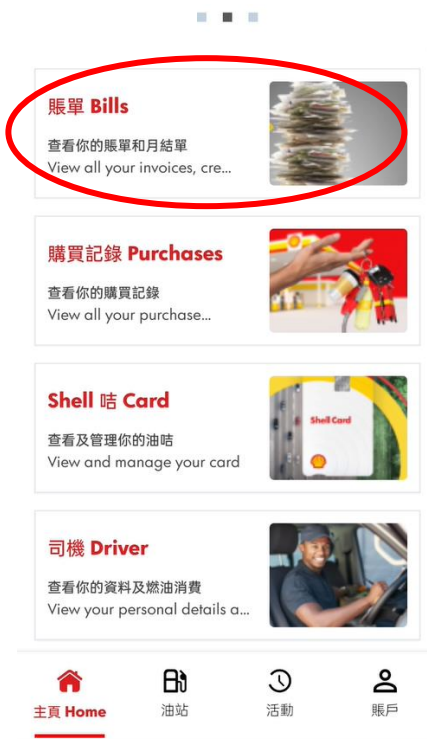 賬單 Bills
查看你的賬單和月結單
View all your invoices, cre...
購買記錄 Purchases
查看你的購買記錄
View all your purchase...
Shell 咭 Card
查看及管理你的油咭
View and manage your card
Shell Card
司機 Driver
查看你的資料及燃油消費
View your personal details a...
主頁 Home
油站
活動
賬戶